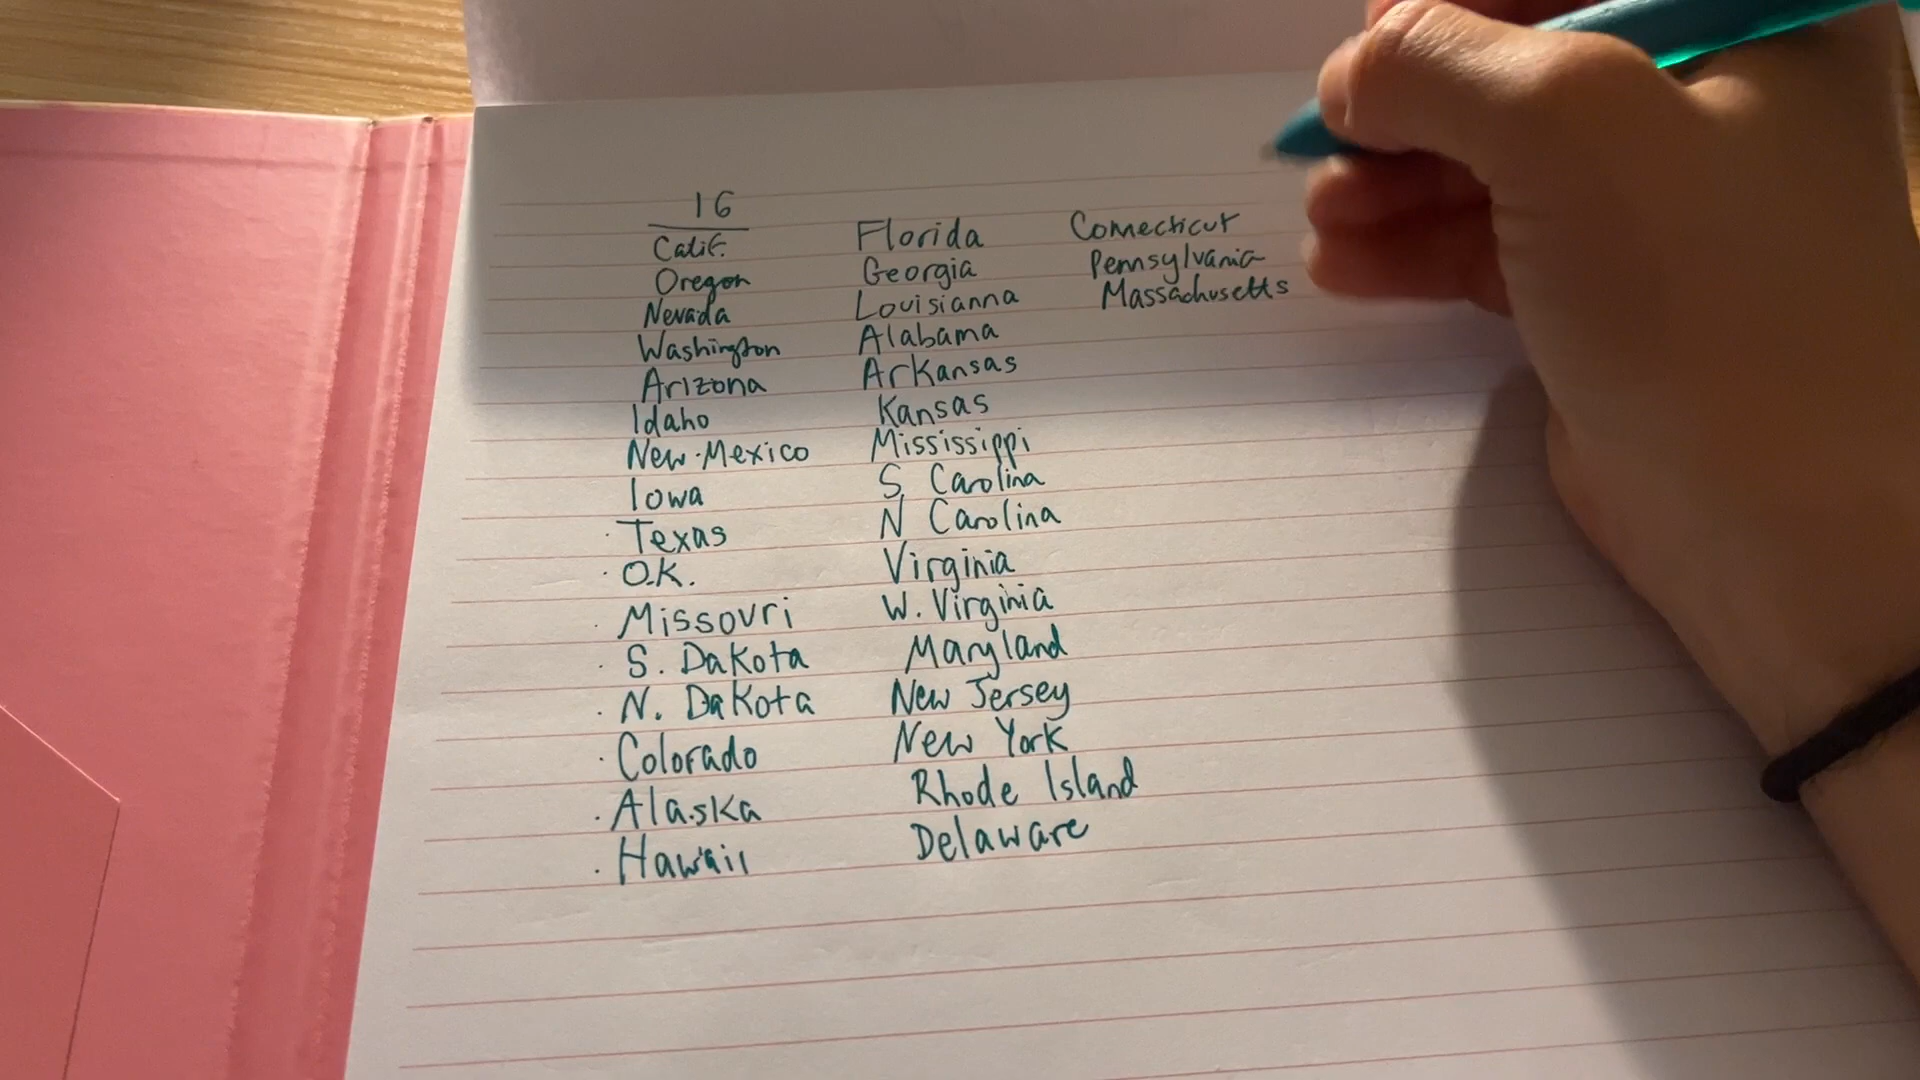 16
Calif.
Oregon
Nevada
Washington
Arizona
Idaho
New Mexico
Iowa
Texas
O.K.
Missouri
S. Dakota
N. Dakota
Colorado
Alaska
Hawaii
Florida
Georgia
Louisianna
Alabama
Arkansas
Kansas
Mississippi
S. Carolina
N Carolina
Virginia
W. Virginia
Maryland
New Jersey
New York
Rhode Island
Delaware
Connecticut
Pennsylvania
Massachusetts